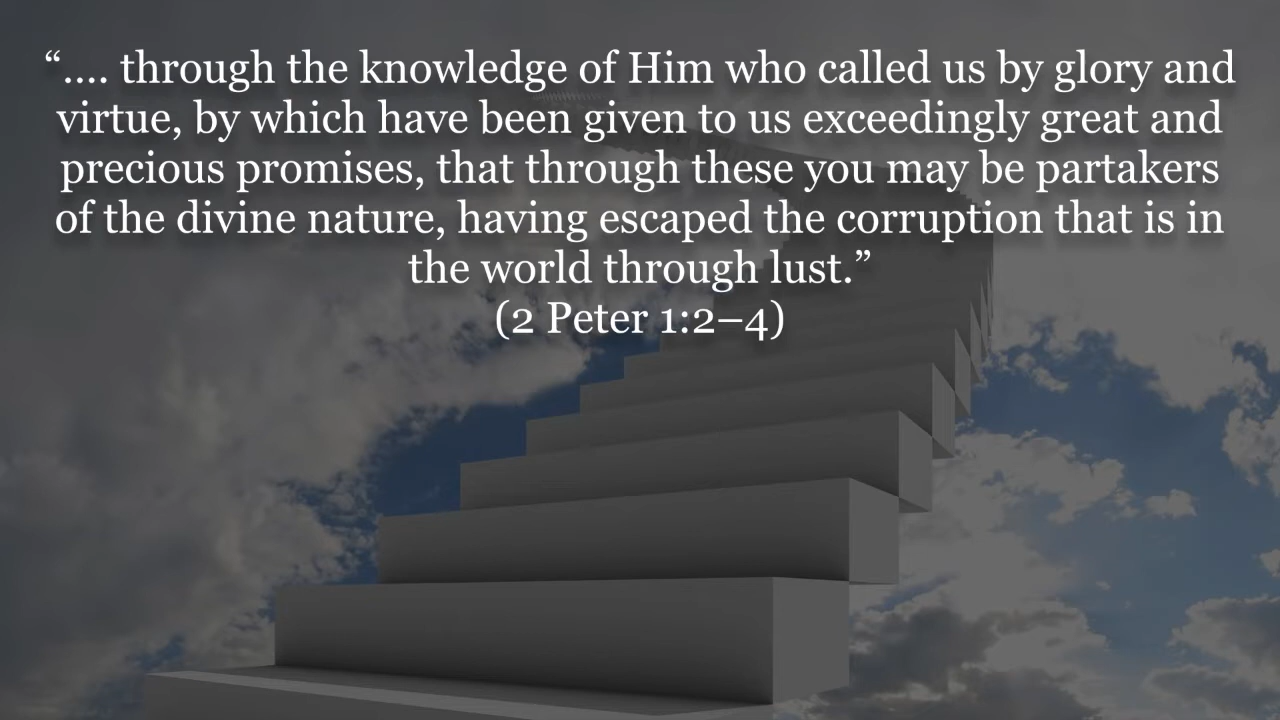 “.... through the knowledge of Him who called us by glory and
virtue, by which have been given to us exceedingly great and
precious promises, that through these you may be partakers
of the divine nature, having escaped the corruption that is in
the world through lust.”
(2 Peter 1:2–4)